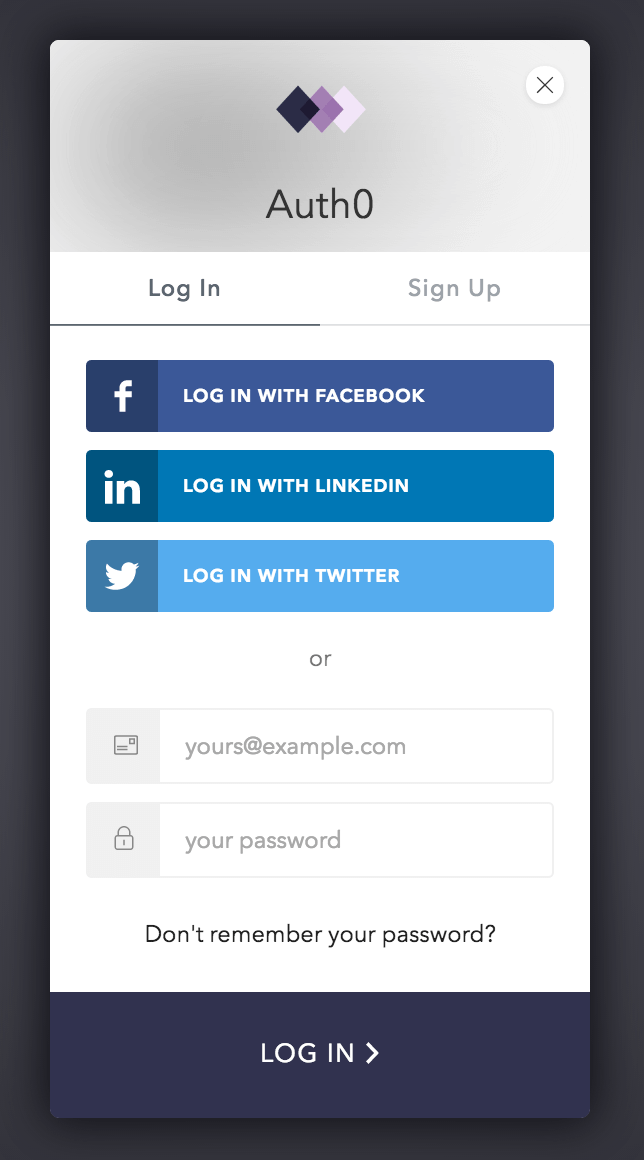 Auth0
Log In
Sign Up
LOG IN WITH FACEBOOK
in
LOG IN WITH LINKEDIN
LOG IN WITH TWITTER
or
yours@example.com
your password
Don't remember your password?
LOG IN